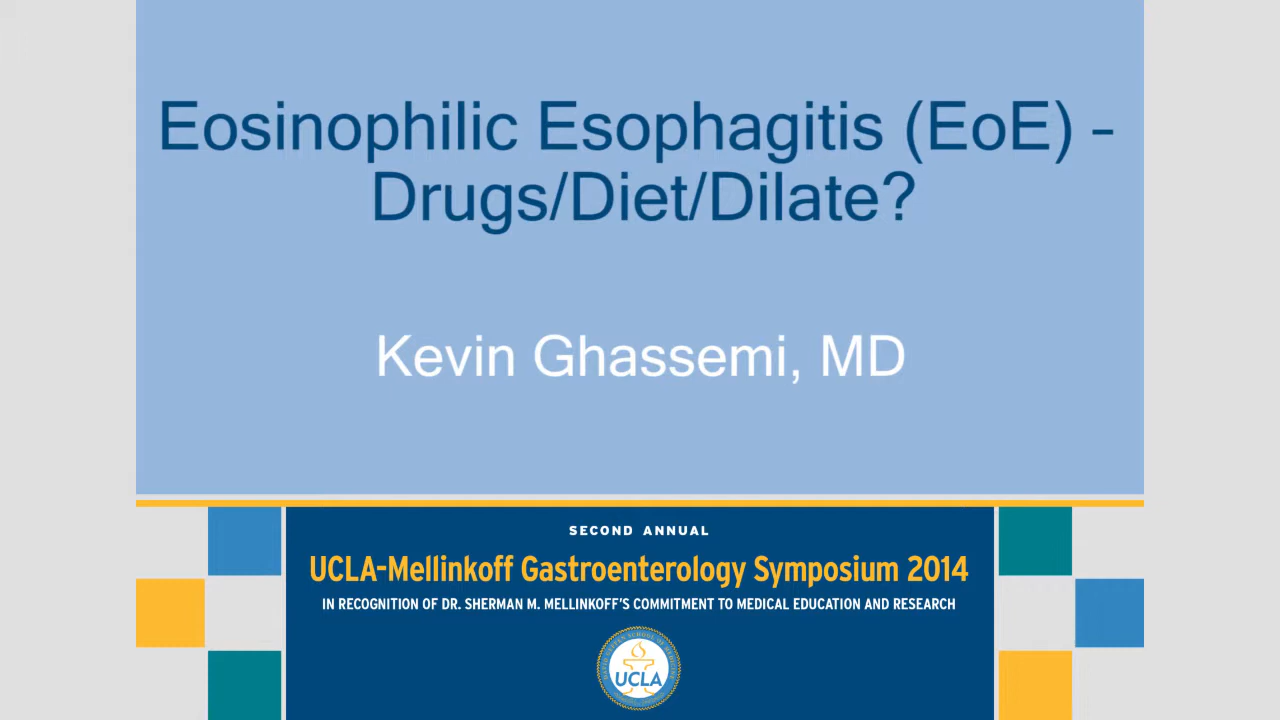 Eosinophilic Esophagitis (EoE) –
Drugs/Diet/Dilate?
Kevin Ghassemi, MD
SECOND ANNUAL
UCLA-Mellinkoff Gastroenterology Symposium 2014
IN RECOGNITION OF DR. SHERMAN M. MELLINKOFF'S COMMITMENT TO MEDICAL EDUCATION AND RESEARCH
UCLA